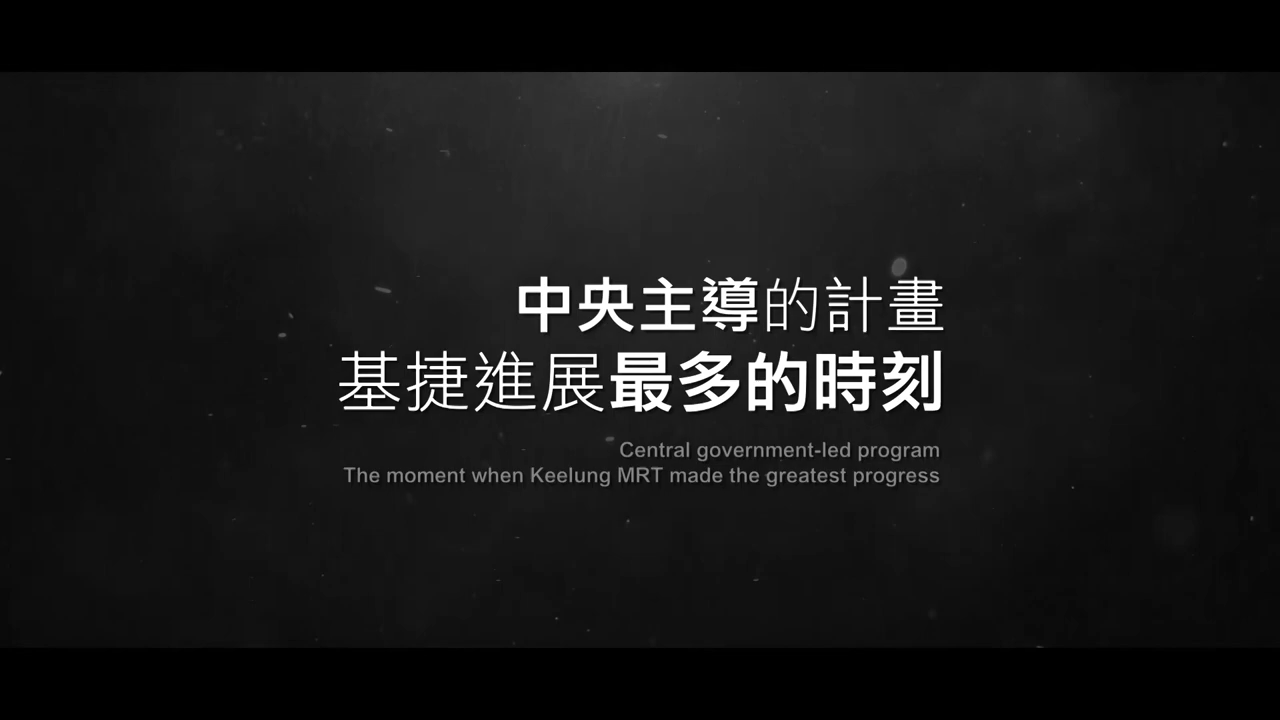 中央主導的計畫
基捷進展最多的時刻
Central government-led program
The moment when Keelung MRT made the greatest progress